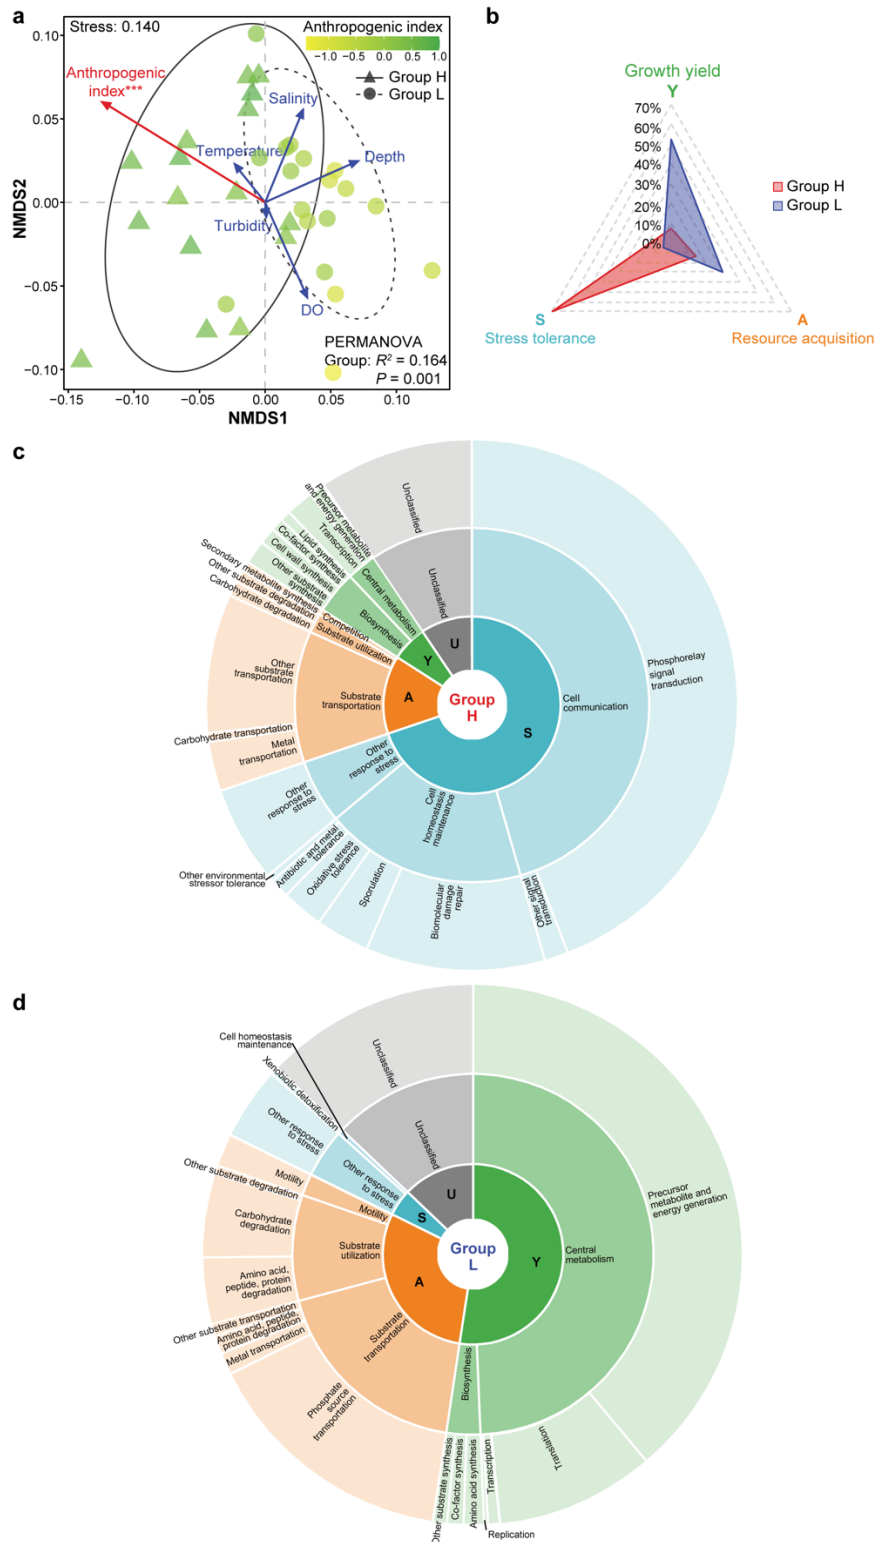 a
Stress: 0.140
Anthropogenic index
−1.0
−0.5
0.0
0.5
1.0
Group H
Group L
Anthropogenic
index***
Salinity
Temperature
Depth
Turbidity
DO
PERMANOVA
Group: R² = 0.164
P = 0.001
0.10
0.05
0.00
−0.05
−0.10
NMDS2
−0.15
−0.10
−0.05
0.00
0.05
0.10
NMDS1
b
Growth yield
Y
70%
60%
50%
40%
30%
20%
10%
0%
Group H
Group L
S
Stress tolerance
A
Resource acquisition
c
Group
H
S
A
Y
U
Cell
communication
Phosphorelay
signal
transduction
Other signal
transduction
Cell
homeostasis
maintenance
Biomolecular
damage
repair
Sporulation
Oxidative stress
tolerance
Antibiotic and metal
tolerance
Other environmental
stressor tolerance
Other
response to
stress
Other
response to
stress
Substrate
transportation
Metal
transportation
Carbohydrate transportation
Other
substrate
transportation
Substrate utilization
Carbohydrate degradation
Other substrate degradation
Competition
Secondary metabolite synthesis
Biosynthesis
Other substrate
synthesis
Cell wall synthesis
Co-factor synthesis
Lipid synthesis
Central metabolism
Transcription
Precursor metabolite
and energy generation
Unclassified
Unclassified
d
Group
L
Y
A
S
U
Central
metabolism
Precursor
metabolite and
energy generation
Translation
Transcription
Replication
Biosynthesis
Amino acid synthesis
Co-factor synthesis
Other substrate synthesis
Substrate
transportation
Phosphate
source
transportation
Metal transportation
Amino acid, peptide,
protein degradation
Other substrate transportation
Substrate
utilization
Amino acid,
peptide, protein
degradation
Carbohydrate
degradation
Other substrate degradation
Motility
Motility
Other response
to stress
Other response
to stress
Xenobiotic detoxification
Cell homeostasis
maintenance
Unclassified
Unclassified